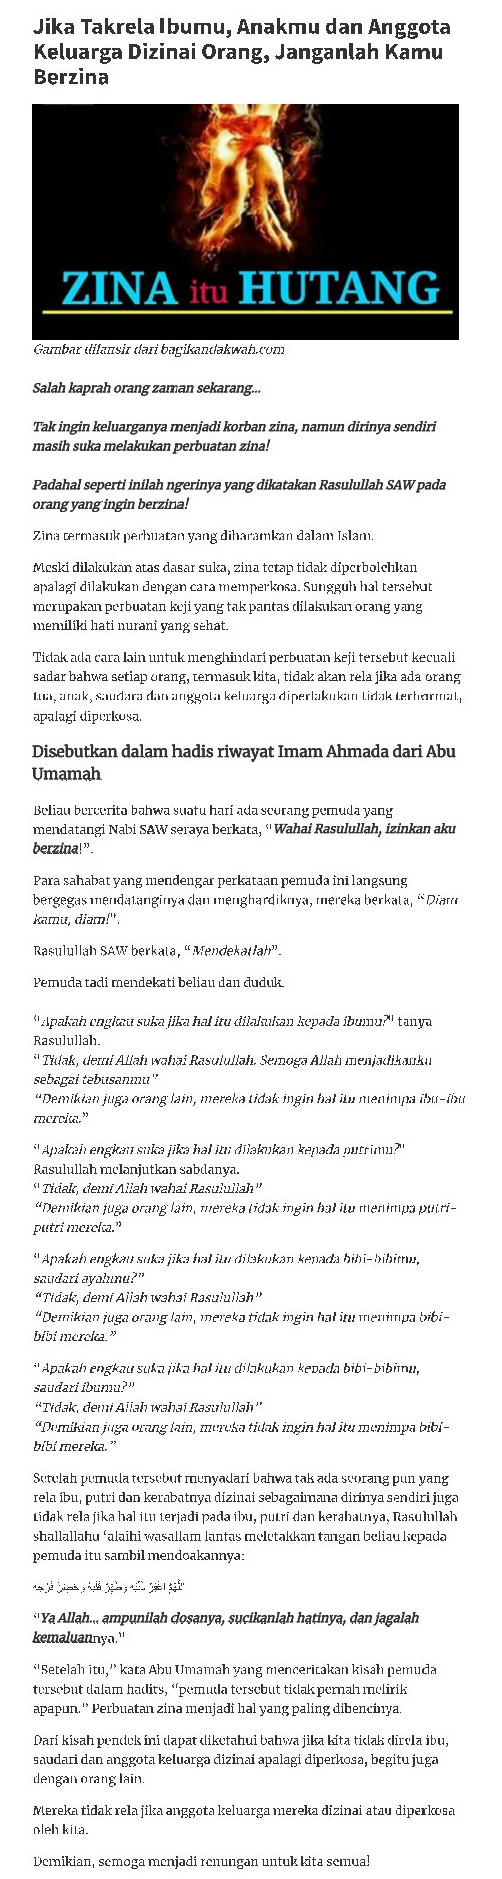 Jika Takrela Ibumu, Anakmu dan Anggota
Keluarga Dizinai Orang, Janganlah Kamu
Berzina
ZINA itu HUTANG
Gambar dilansir dari bagikandakwah.com
Salah kaprah orang zaman sekarang...
Tak ingin keluarganya menjadi korban zina, namun dirinya sendiri
masih suka melakukan perbuatan zina!
Padahal seperti inilah ngerinya yang dikatakan Rasulullah SAW pada
orang yang ingin berzina!
Zina termasuk perbuatan yang diharamkan dalam Islam.
Meski dilakukan atas dasar suka, zina tetap tidak diperbolehkan
apalagi dilakukan dengan cara memperkosa. Sungguh hal tersebut
merupakan perbuatan keji yang tak pantas dilakukan orang yang
memiliki hati nurani yang sehat.
Tidak ada cara lain untuk menghindari perbuatan keji tersebut kecuali
sadar bahwa setiap orang, termasuk kita, tidak akan rela jika ada orang
tua, anak, saudara dan anggota keluarga diperlakukan tidak terhormat,
apalagi diperkosa.
Disebutkan dalam hadis riwayat Imam Ahmada dari Abu
Umamah
Beliau bercerita bahwa suatu hari ada seorang pemuda yang
mendatangi Nabi SAW seraya berkata, “Wahai Rasulullah, izinkan aku
berzina!”.
Para sahabat yang mendengar perkataan pemuda ini langsung
bergegas mendatanginya dan menghardiknya, mereka berkata, “Diam
kamu, diam!”.
Rasulullah SAW berkata, “Mendekatlah”.
Pemuda tadi mendekati beliau dan duduk.
“Apakah engkau suka jika hal itu dilakukan kepada ibumu?” tanya
Rasulullah.
“Tidak, demi Allah wahai Rasulullah. Semoga Allah menjadikanku
sebagai tebusanmu”
“Demikian juga orang lain, mereka tidak ingin hal itu menimpa ibu-ibu
mereka.”
“Apakah engkau suka jika hal itu dilakukan kepada putrimu?”
Rasulullah melanjutkan sabdanya.
“Tidak, demi Allah wahai Rasulullah”
“Demikian juga orang lain, mereka tidak ingin hal itu menimpa putri-
putri mereka.”
“Apakah engkau suka jika hal itu dilakukan kepada bibi-bibimu,
saudari ayahmu?”
“Tidak, demi Allah wahai Rasulullah”
“Demikian juga orang lain, mereka tidak ingin hal itu menimpa bibi-
bibi mereka.”
“Apakah engkau suka jika hal itu dilakukan kepada bibi-bibimu,
saudari ibumu?”
“Tidak, demi Allah wahai Rasulullah”
“Demikian juga orang lain, mereka tidak ingin hal itu menimpa bibi-
bibi mereka.”
Setelah pemuda tersebut menyadari bahwa tak ada seorang pun yang
rela ibu, putri dan kerabatnya dizinai sebagaimana dirinya sendiri juga
tidak rela jika hal itu terjadi pada ibu, putri dan kerabatnya, Rasulullah
shallallahu ‘alaihi wasallam lantas meletakkan tangan beliau kepada
pemuda itu sambil mendoakannya:
“Ya Allah... ampunilah dosanya, sucikanlah hatinya, dan jagalah
kemaluannya.”
“Setelah itu,” kata Abu Umamah yang menceritakan kisah pemuda
tersebut dalam hadits, “pemuda tersebut tidak pernah melirik
apapun.” Perbuatan zina menjadi hal yang paling dibencinya.
Dari kisah pendek ini dapat diketahui bahwa jika kita tidak direla ibu,
saudari dan anggota keluarga dizinai apalagi diperkosa, begitu juga
dengan orang lain.
Mereka tidak rela jika anggota keluarga mereka dizinai atau diperkosa
oleh kita.
Demikian, semoga menjadi renungan untuk kita semua!